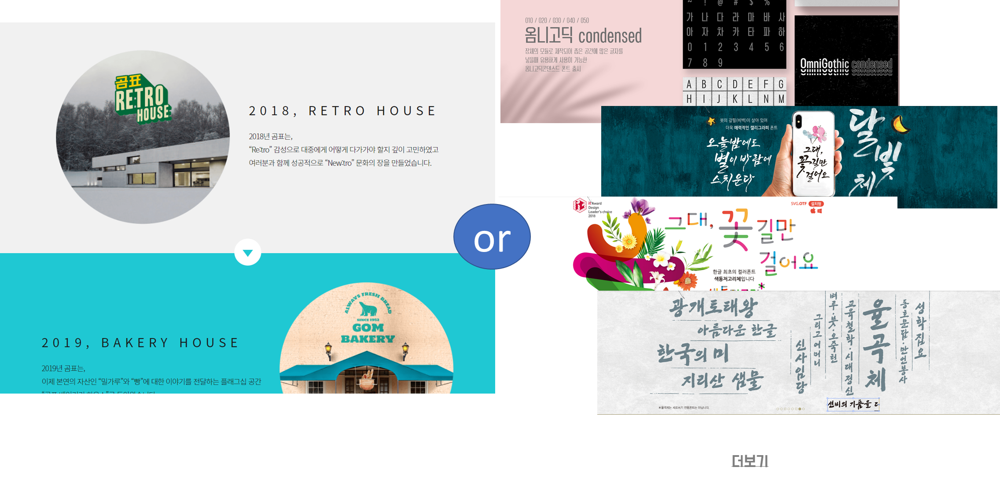 곰표
RE:TRO
HOUSE
2018, RETRO HOUSE
2018년 곰표는,
“Re:tro” 감성으로 대중에게 어떻게 다가가야 할지 깊이 고민하였고
여러분과 함께 성공적으로 “New:tro” 문화의 장을 만들었습니다.
ALWAYS FRESH BREAD
SINCE 1952
GOM
BAKERY
2019, BAKERY HOUSE
2019년 곰표는,
이제 본연의 자산인 “밀가루”와 “빵”에 대한 이야기를 전달하는 플래그십 공간
or
010 / 020 / 030 / 040 / 050
옴니고딕 condensed
장체의 모듈로 제작되어 좁은 공간에 많은 글자를
넣을때 유용하게 사용이 가능한
옴니고딕콘덴스드 폰트 출시
~ ! @ # $ %
가 나 다 라 마 바 사
아 자 차 카 타 파 하
0 1 2 3 4 5 6
7 8 9
A B C D E F G
H I J K L N M
OmniGothic condensed
붓의 갈필(비백)이 살아 있어
더욱 매력적인 캘리그라피 폰트
오늘밤에도
별이 바람에
스치운다
그대,
꽃길만
걸어요
달
빛
체
it Award
Design
Leader's choice
2018
SVG.OTF 설치형
그대, 꽃길만
걸어요
한글 최초의 컬러폰트
색동저고리체입니다
광개토태왕
아름다운 한글
한국의 미
지리산 샘물
성학집요
동호문답·만언봉사
율곡체
교육철학·시대정신
벼루·붓·오죽헌
그리고 어머니
신사임당
선비의 기품을 ㄷ
※율곡체는 세로쓰기 전용폰트는 아닙니다.
더보기